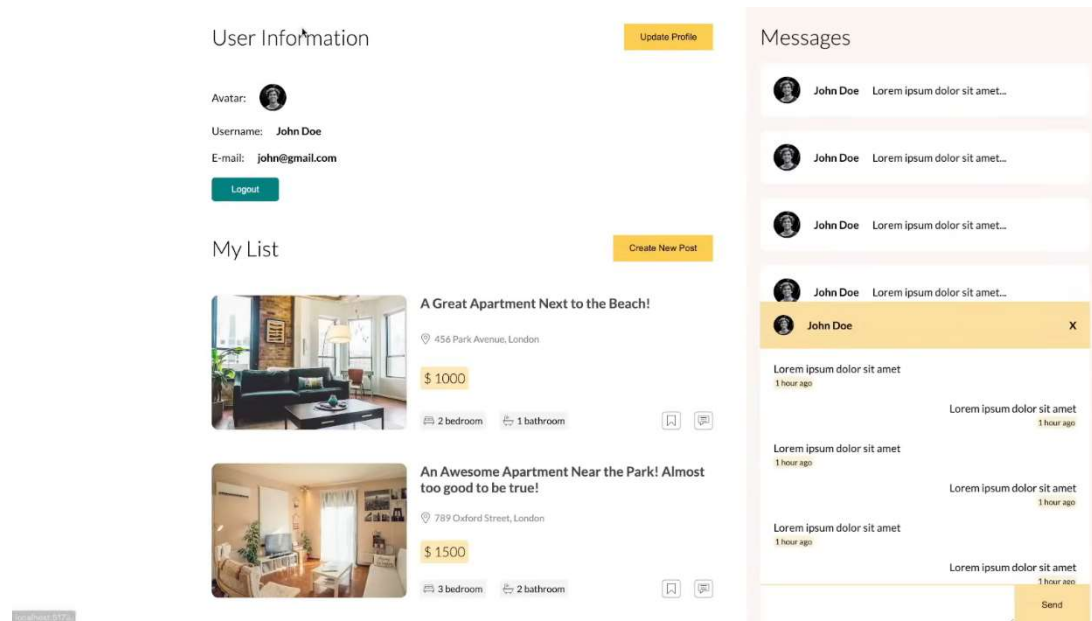 User Information
Update Profile
Avatar:
Username: John Doe
E-mail: john@gmail.com
Logout
My List
Create New Post
A Great Apartment Next to the Beach!
456 Park Avenue, London
$ 1000
2 bedroom 1 bathroom
An Awesome Apartment Near the Park! Almost
too good to be true!
789 Oxford Street, London
$ 1500
3 bedroom 2 bathroom
Messages
John Doe Lorem ipsum dolor sit amet...
John Doe Lorem ipsum dolor sit amet...
John Doe Lorem ipsum dolor sit amet...
John Doe Lorem ipsum dolor sit amet...
John Doe X
Lorem ipsum dolor sit amet
1 hour ago
Lorem ipsum dolor sit amet
1 hour ago
Lorem ipsum dolor sit amet
1 hour ago
Lorem ipsum dolor sit amet
1 hour ago
Lorem ipsum dolor sit amet
1 hour ago
Lorem ipsum dolor sit amet
1 hour ago
Send